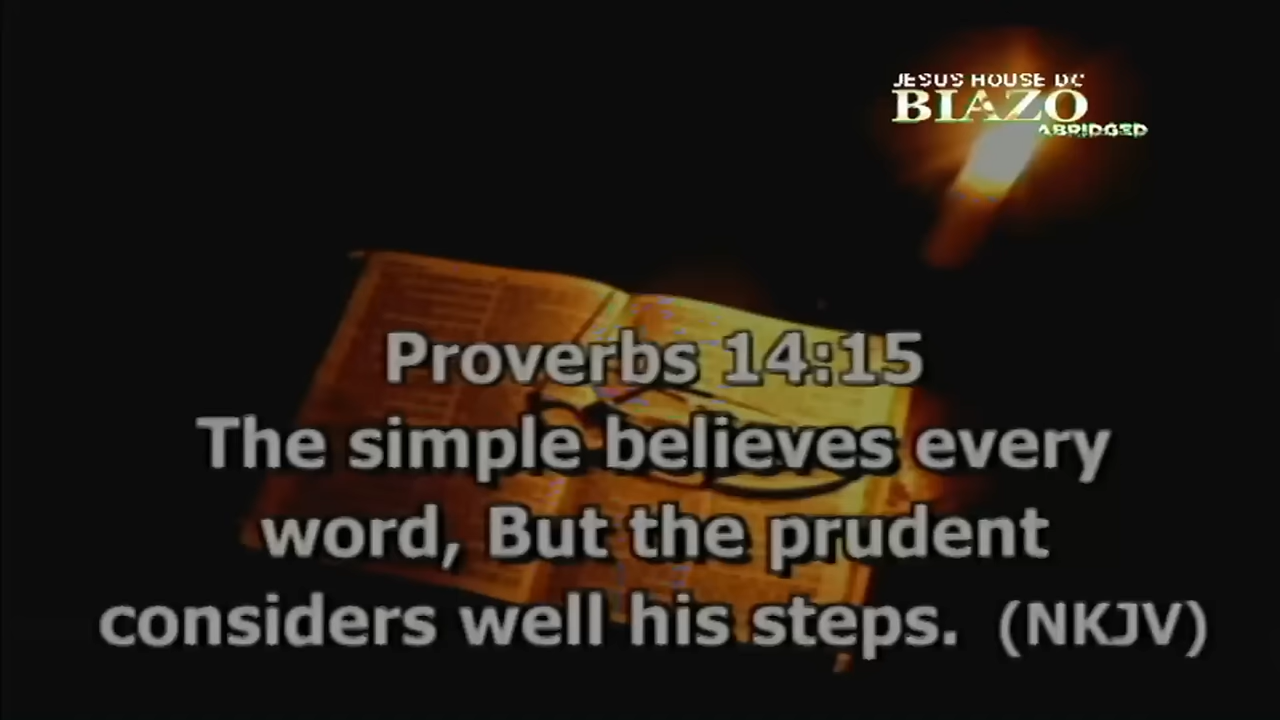 JESUS HOUSE DC
BIAZO
ABRIDGED
Proverbs 14:15
The simple believes every
word, But the prudent
considers well his steps. (NKJV)